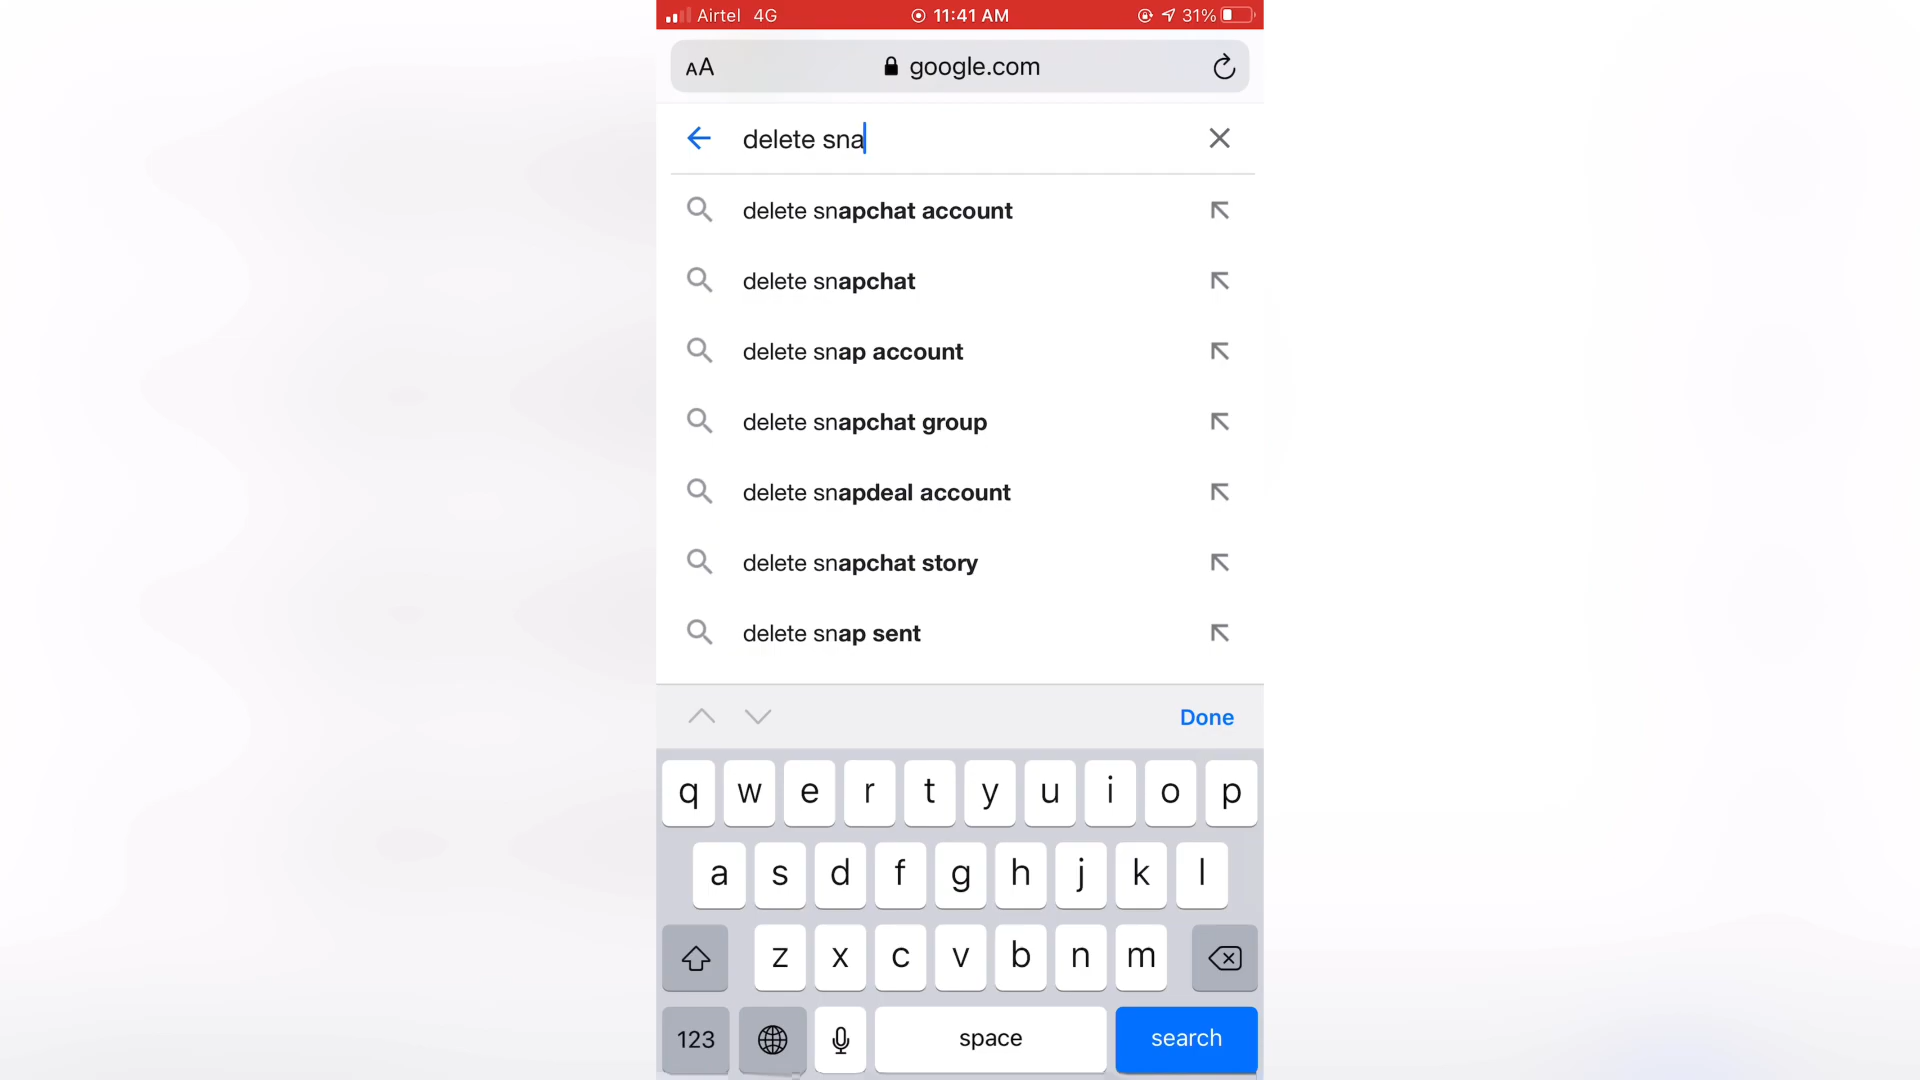 Airtel 4G 11:41 AM 31%
AA google.com
delete sna
delete snapchat account
delete snapchat
delete snap account
delete snapchat group
delete snapdeal account
delete snapchat story
delete snap sent
Done
q w e r t y u i o p
a s d f g h j k l
z x c v b n m
123 space search